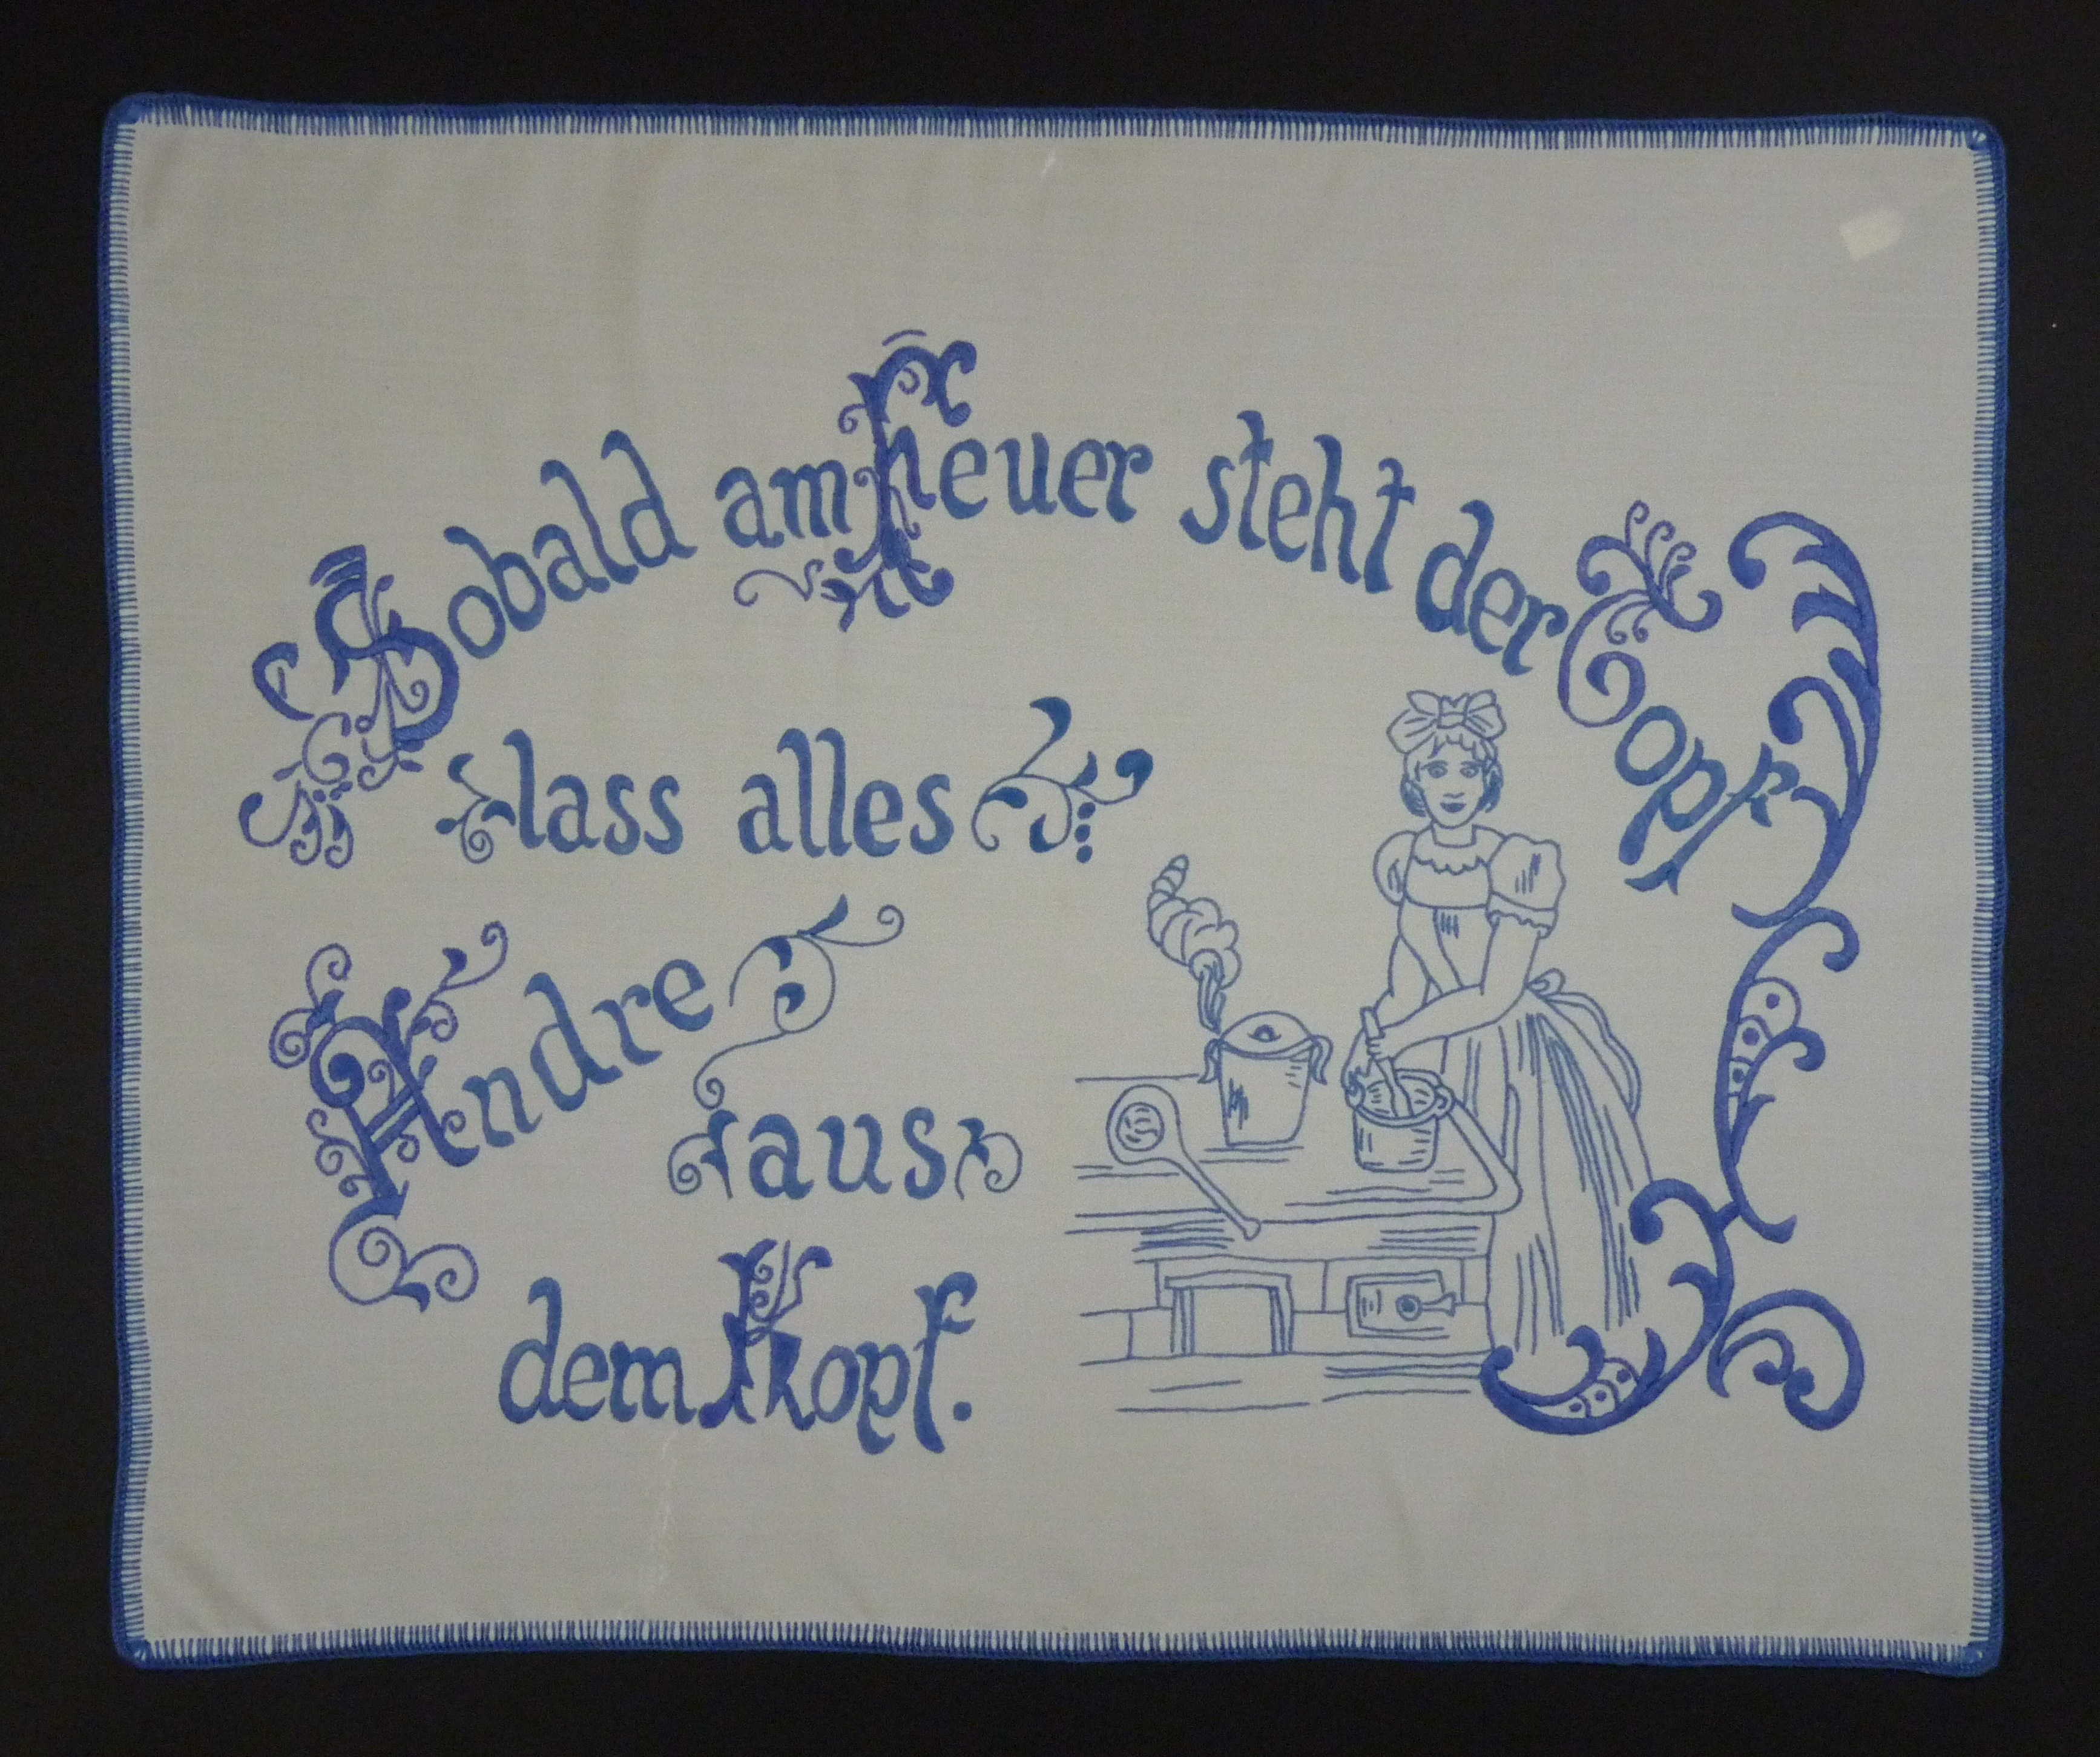 Sobald am Feuer steht der Topf
lass alles
Andre
aus
dem Kopf.